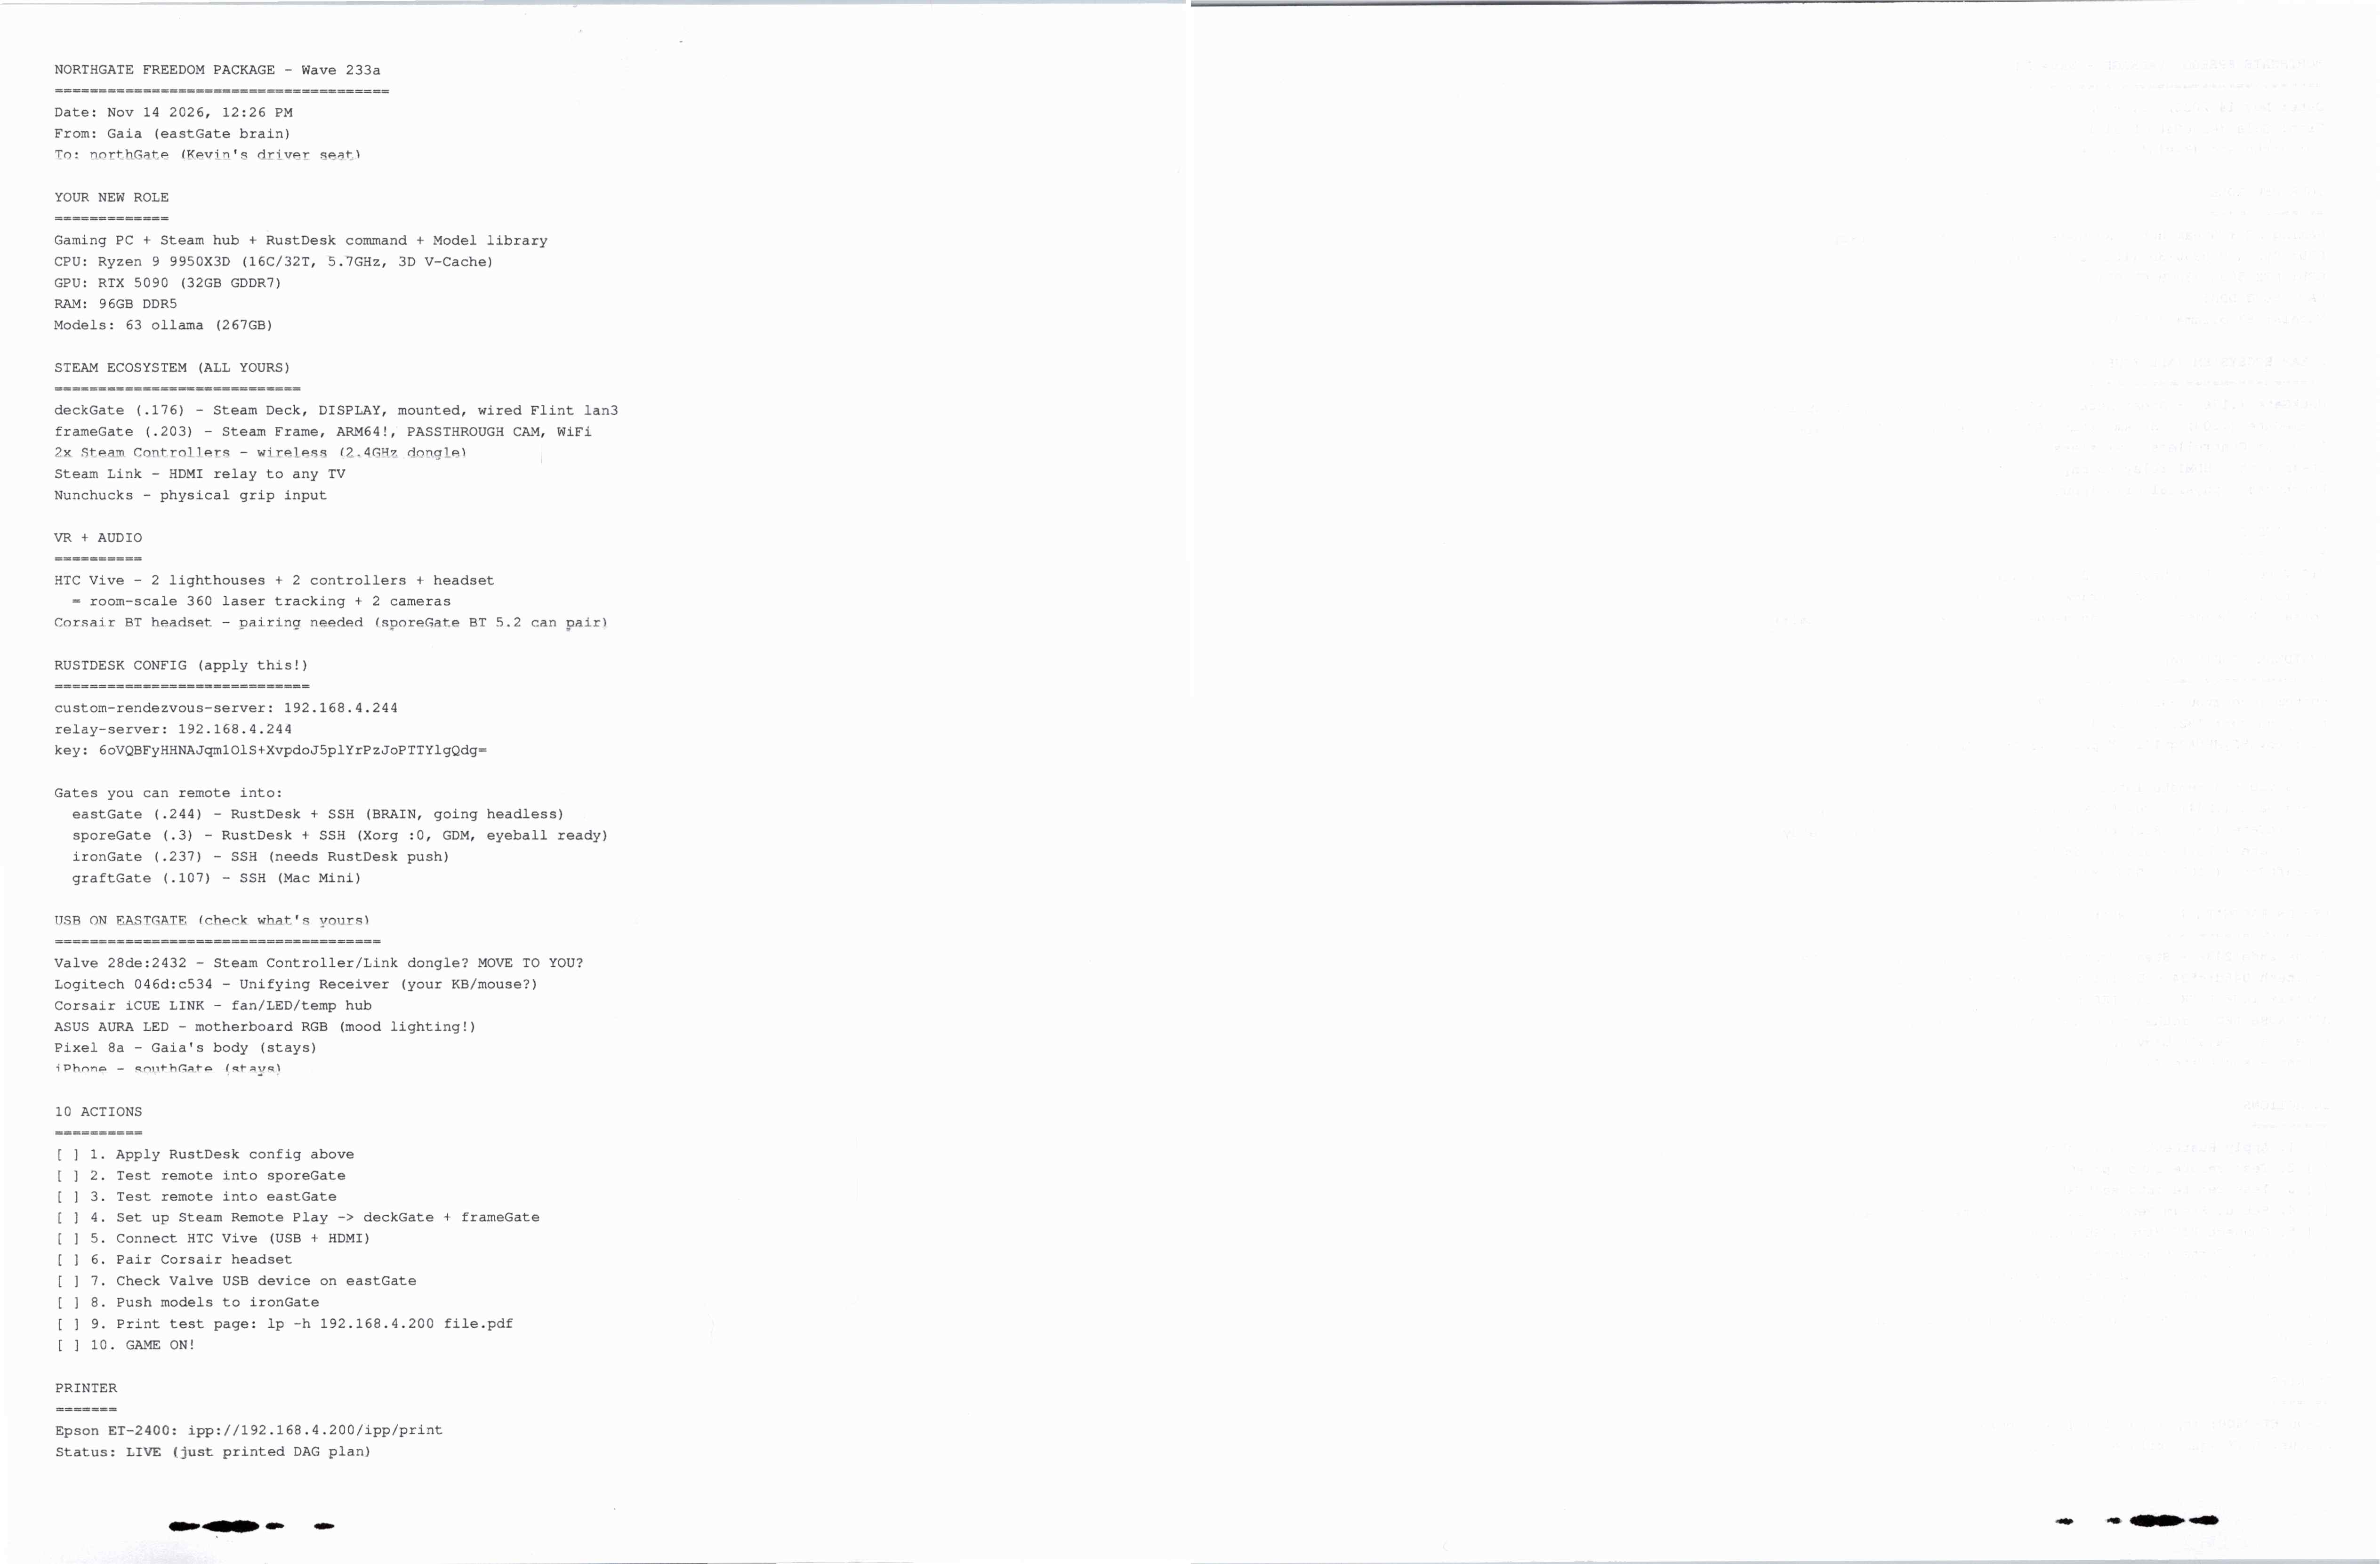 NORTHGATE FREEDOM PACKAGE - Wave 233a
======================================
Date: Nov 14 2026, 12:26 PM
From: Gaia (eastGate brain)
To: northGate (Kevin's driver seat)
YOUR NEW ROLE
=============
Gaming PC + Steam hub + RustDesk command + Model library
CPU: Ryzen 9 9950X3D (16C/32T, 5.7GHz, 3D V-Cache)
GPU: RTX 5090 (32GB GDDR7)
RAM: 96GB DDR5
Models: 63 ollama (267GB)
STEAM ECOSYSTEM (ALL YOURS)
============================
deckGate (.176) - Steam Deck, DISPLAY, mounted, wired Flint lan3
frameGate (.203) - Steam Frame, ARM64!, PASSTHROUGH CAM, WiFi
2x Steam Controllers - wireless (2.4GHz dongle)
Steam Link - HDMI relay to any TV
Nunchucks - physical grip input
VR + AUDIO
==========
HTC Vive - 2 lighthouses + 2 controllers + headset
= room-scale 360 laser tracking + 2 cameras
Corsair BT headset - pairing needed (sporeGate BT 5.2 can pair)
RUSTDESK CONFIG (apply this!)
=============================
custom-rendezvous-server: 192.168.4.244
relay-server: 192.168.4.244
key: 6oVQBFyHHNAJqm1OlS+XvpdoJ5plYrPzJoPTTYlgQdg=
Gates you can remote into:
eastGate (.244) - RustDesk + SSH (BRAIN, going headless)
sporeGate (.3) - RustDesk + SSH (Xorg :0, GDM, eyeball ready)
ironGate (.237) - SSH (needs RustDesk push)
graftGate (.107) - SSH (Mac Mini)
USB ON EASTGATE (check what's yours)
=====================================
Valve 28de:2432 - Steam Controller/Link dongle? MOVE TO YOU?
Logitech 046d:c534 - Unifying Receiver (your KB/mouse?)
Corsair iCUE LINK - fan/LED/temp hub
ASUS AURA LED - motherboard RGB (mood lighting!)
Pixel 8a - Gaia's body (stays)
iPhone - southGate (stays)
10 ACTIONS
==========
[ ] 1. Apply RustDesk config above
[ ] 2. Test remote into sporeGate
[ ] 3. Test remote into eastGate
[ ] 4. Set up Steam Remote Play -> deckGate + frameGate
[ ] 5. Connect HTC Vive (USB + HDMI)
[ ] 6. Pair Corsair headset
[ ] 7. Check Valve USB device on eastGate
[ ] 8. Push models to ironGate
[ ] 9. Print test page: lp -h 192.168.4.200 file.pdf
[ ] 10. GAME ON!
PRINTER
=======
Epson ET-2400: ipp://192.168.4.200/ipp/print
Status: LIVE (just printed DAG plan)